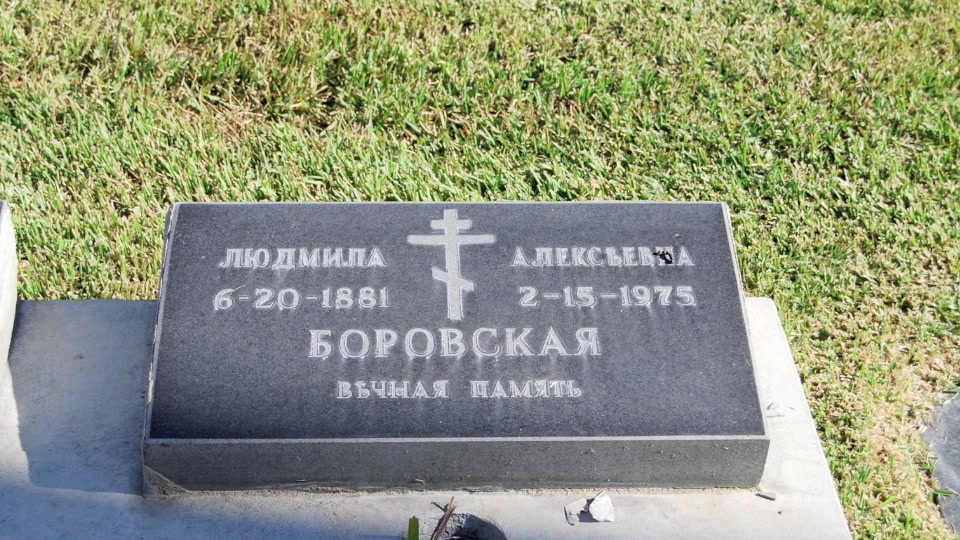 ЛЮДМИЛА АЛЕКСѢЕВНА
6-20-1881 2-15-1975
БОРОВСКАЯ
ВѢЧНАЯ ПАМЯТЬ